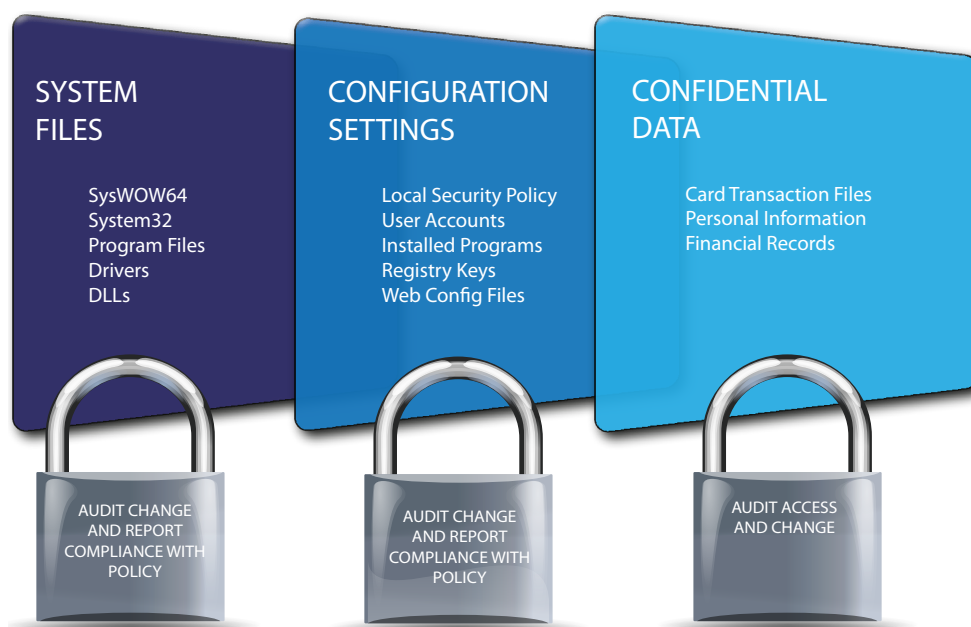 SYSTEM
FILES
SysWOW64
System32
Program Files
Drivers
DLLs
AUDIT CHANGE
AND REPORT
COMPLIANCE WITH
POLICY
CONFIGURATION
SETTINGS
Local Security Policy
User Accounts
Installed Programs
Registry Keys
Web Config Files
AUDIT CHANGE
AND REPORT
COMPLIANCE WITH
POLICY
CONFIDENTIAL
DATA
Card Transaction Files
Personal Information
Financial Records
AUDIT ACCESS
AND CHANGE